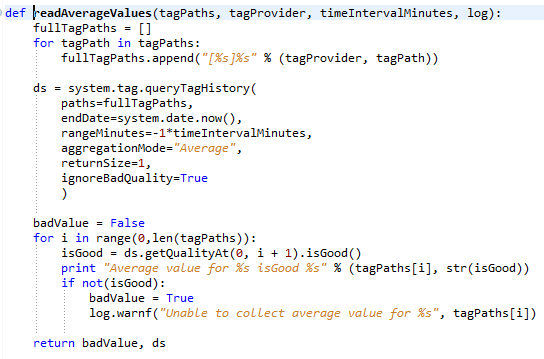 def readAverageValues(tagPaths, tagProvider, timeIntervalMinutes, log):
    fullTagPaths = []
    for tagPath in tagPaths:
        fullTagPaths.append("[%s]%s" % (tagProvider, tagPath))

    ds = system.tag.queryTagHistory(
        paths=fullTagPaths,
        endDate=system.date.now(),
        rangeMinutes=-1*timeIntervalMinutes,
        aggregationMode="Average",
        returnSize=1,
        ignoreBadQuality=True
        )

    badValue = False
    for i in range(0,len(tagPaths)):
        isGood = ds.getQualityAt(0, i + 1).isGood()
        print "Average value for %s isGood %s" % (tagPaths[i], str(isGood))
        if not(isGood):
            badValue = True
            log.warnf("Unable to collect average value for %s", tagPaths[i])

    return badValue, ds